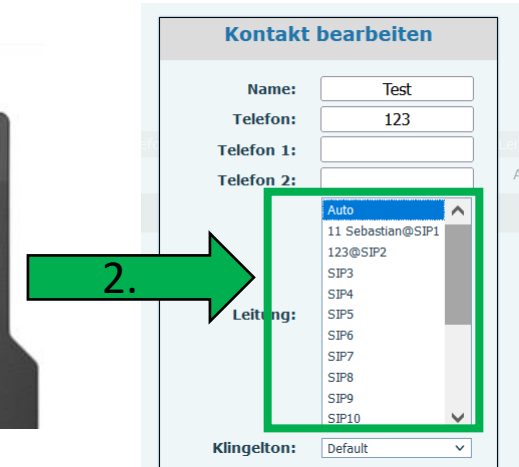 Kontakt bearbeiten
Name: Test
Telefon: 123
Telefon 1:
Telefon 2:
Auto
11 Sebastian@SIP1
123@SIP2
SIP3
2.
SIP4
Leitung: SIP5
SIP6
SIP7
SIP8
SIP9
SIP10
Klingelton: Default